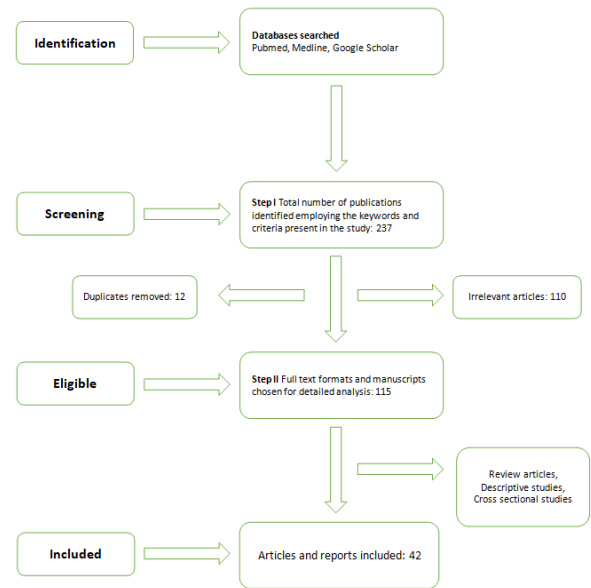 Identification
Databases searched
Pubmed, Medline, Google Scholar
Screening
Step I Total number of publications
identified employing the keywords and
criteria present in the study: 237
Duplicates removed: 12
Irrelevant articles: 110
Eligible
Step II Full text formats and manuscripts
chosen for detailed analysis: 115
Review articles,
Descriptive studies,
Cross sectional studies
Included
Articles and reports included: 42